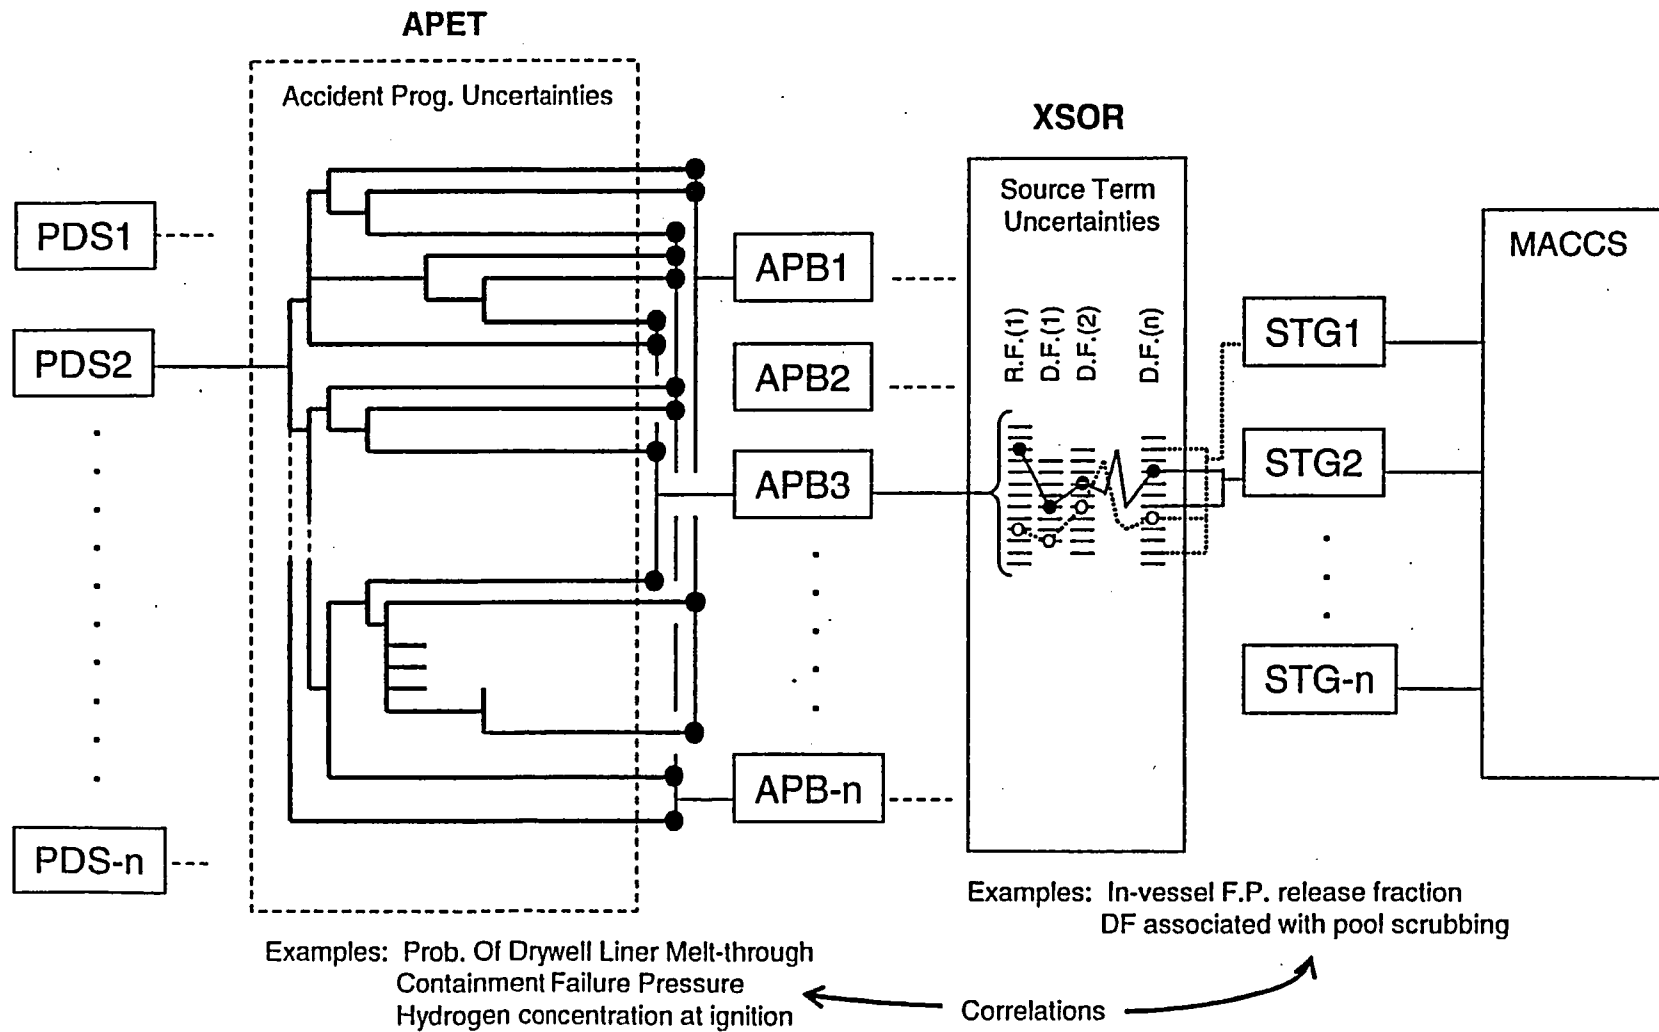 APET
Accident Prog. Uncertainties
PDS1
PDS2
PDS-n
APB1
APB2
APB3
APB-n
XSOR
Source Term
Uncertainties
R.F.(1)
D.F.(1)
D.F.(2)
D.F.(n)
STG1
STG2
STG-n
MACCS
Examples: Prob. Of Drywell Liner Melt-through
Containment Failure Pressure
Hydrogen concentration at ignition
Examples: In-vessel F.P. release fraction
DF associated with pool scrubbing
Correlations